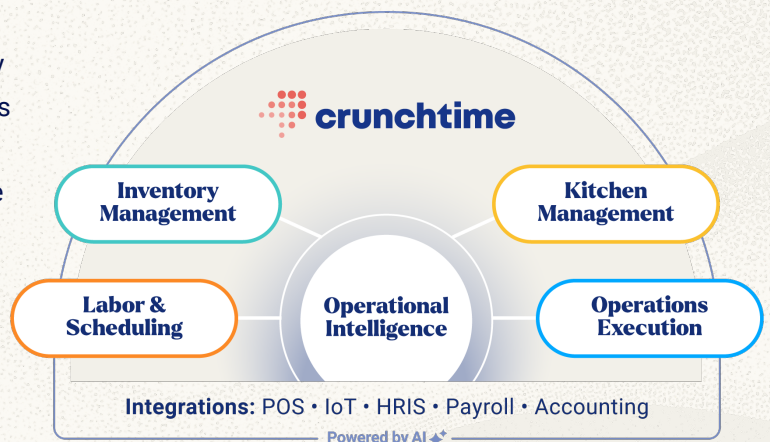 y
s
e
crunchtime
Inventory
Management
Kitchen
Management
Labor &
Scheduling
Operational
Intelligence
Operations
Execution
Integrations: POS • IoT • HRIS • Payroll • Accounting
Powered by AI